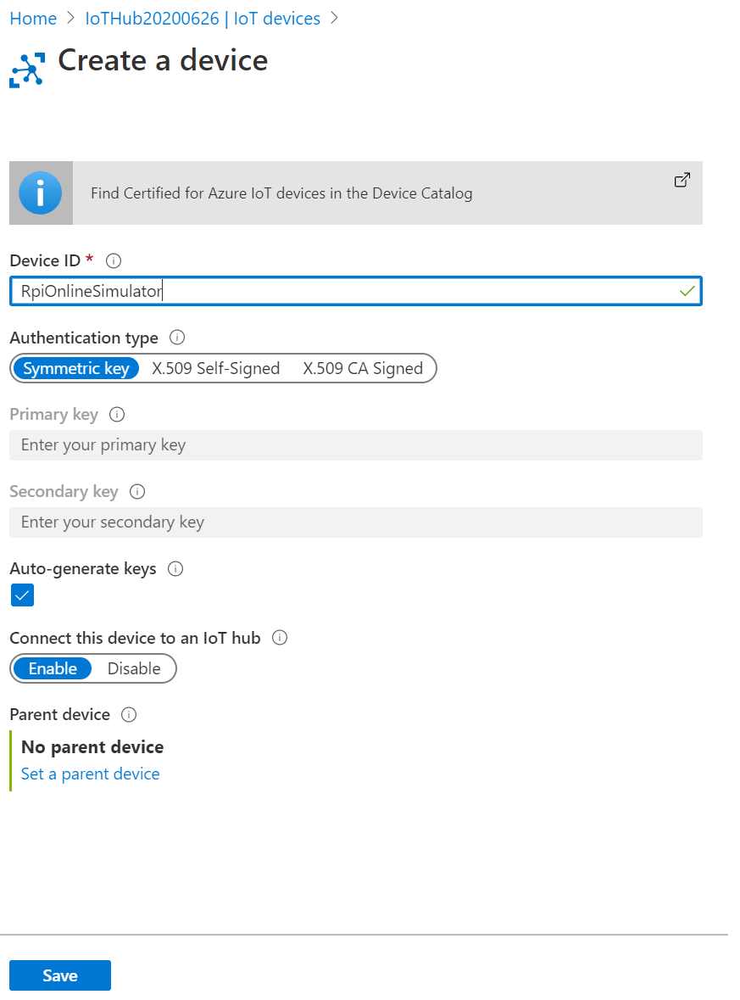 Home > IoTHub20200626 | IoT devices >
Create a device
Find Certified for Azure IoT devices in the Device Catalog
Device ID *
RpiOnlineSimulator
Authentication type
Symmetric key X.509 Self-Signed X.509 CA Signed
Primary key
Enter your primary key
Secondary key
Enter your secondary key
Auto-generate keys
Connect this device to an IoT hub
Enable Disable
Parent device
No parent device
Set a parent device
Save